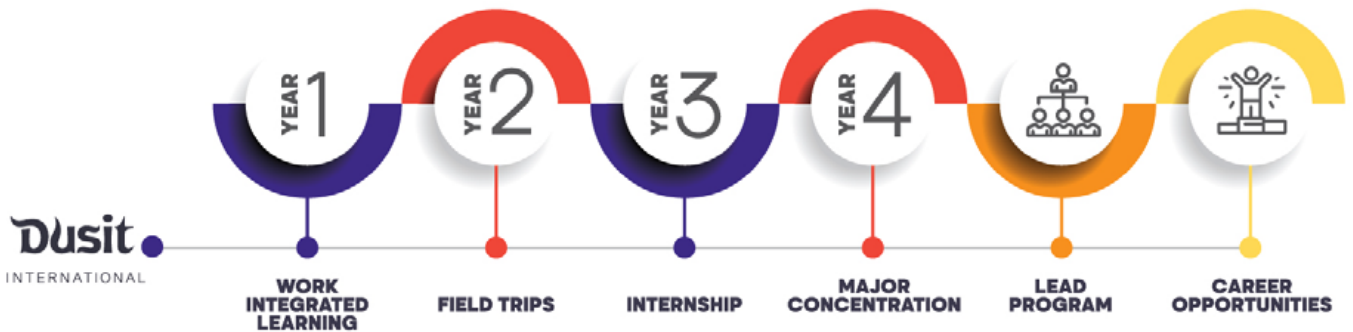 YEAR 1
YEAR 2
YEAR 3
YEAR 4
Dusit
INTERNATIONAL
WORK
INTEGRATED
LEARNING
FIELD TRIPS
INTERNSHIP
MAJOR
CONCENTRATION
LEAD
PROGRAM
CAREER
OPPORTUNITIES